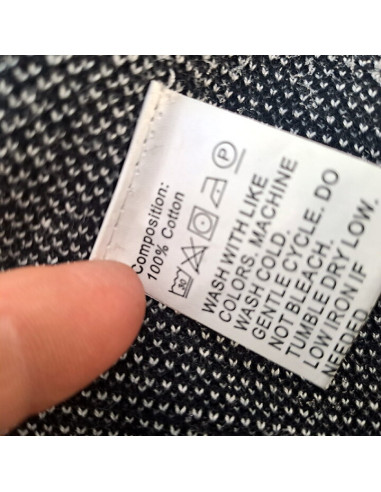 Composition:
100% Cotton
30
P
WASH WITH LIKE
COLORS, MACHINE
WASH COLD.
GENTLE CYCLE. DO
NOT BLEACH.
TUMBLE DRY LOW.
LOW IRON IF
NEEDED